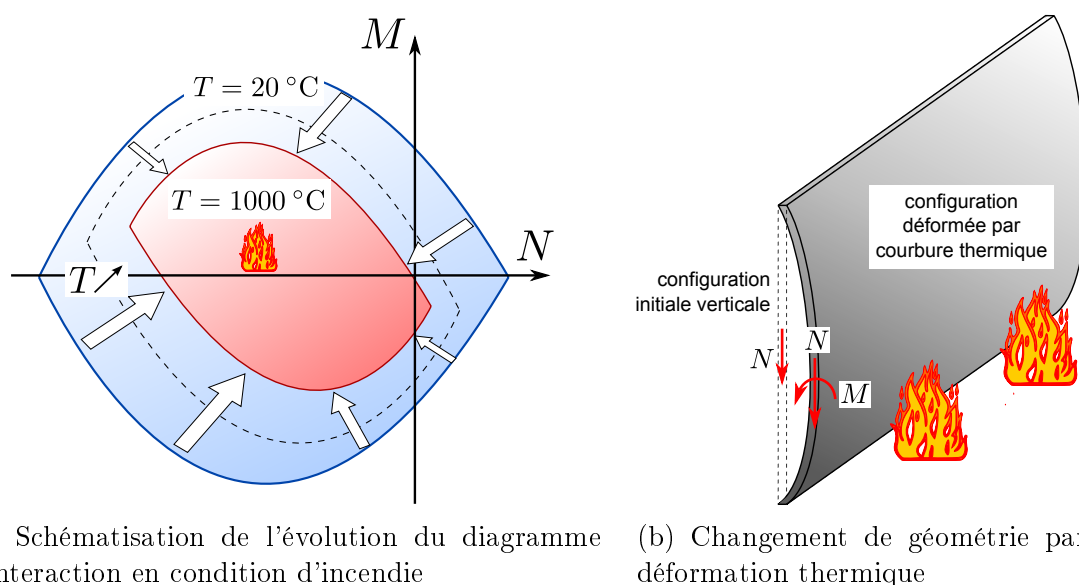 M
T = 20 °C
T = 1000 °C
N
T↗
configuration
déformée par
courbure thermique
configuration
initiale verticale
N
N
M
Schématisation de l'évolution du diagramme
nteraction en condition d'incendie
(b) Changement de géométrie par
déformation thermique